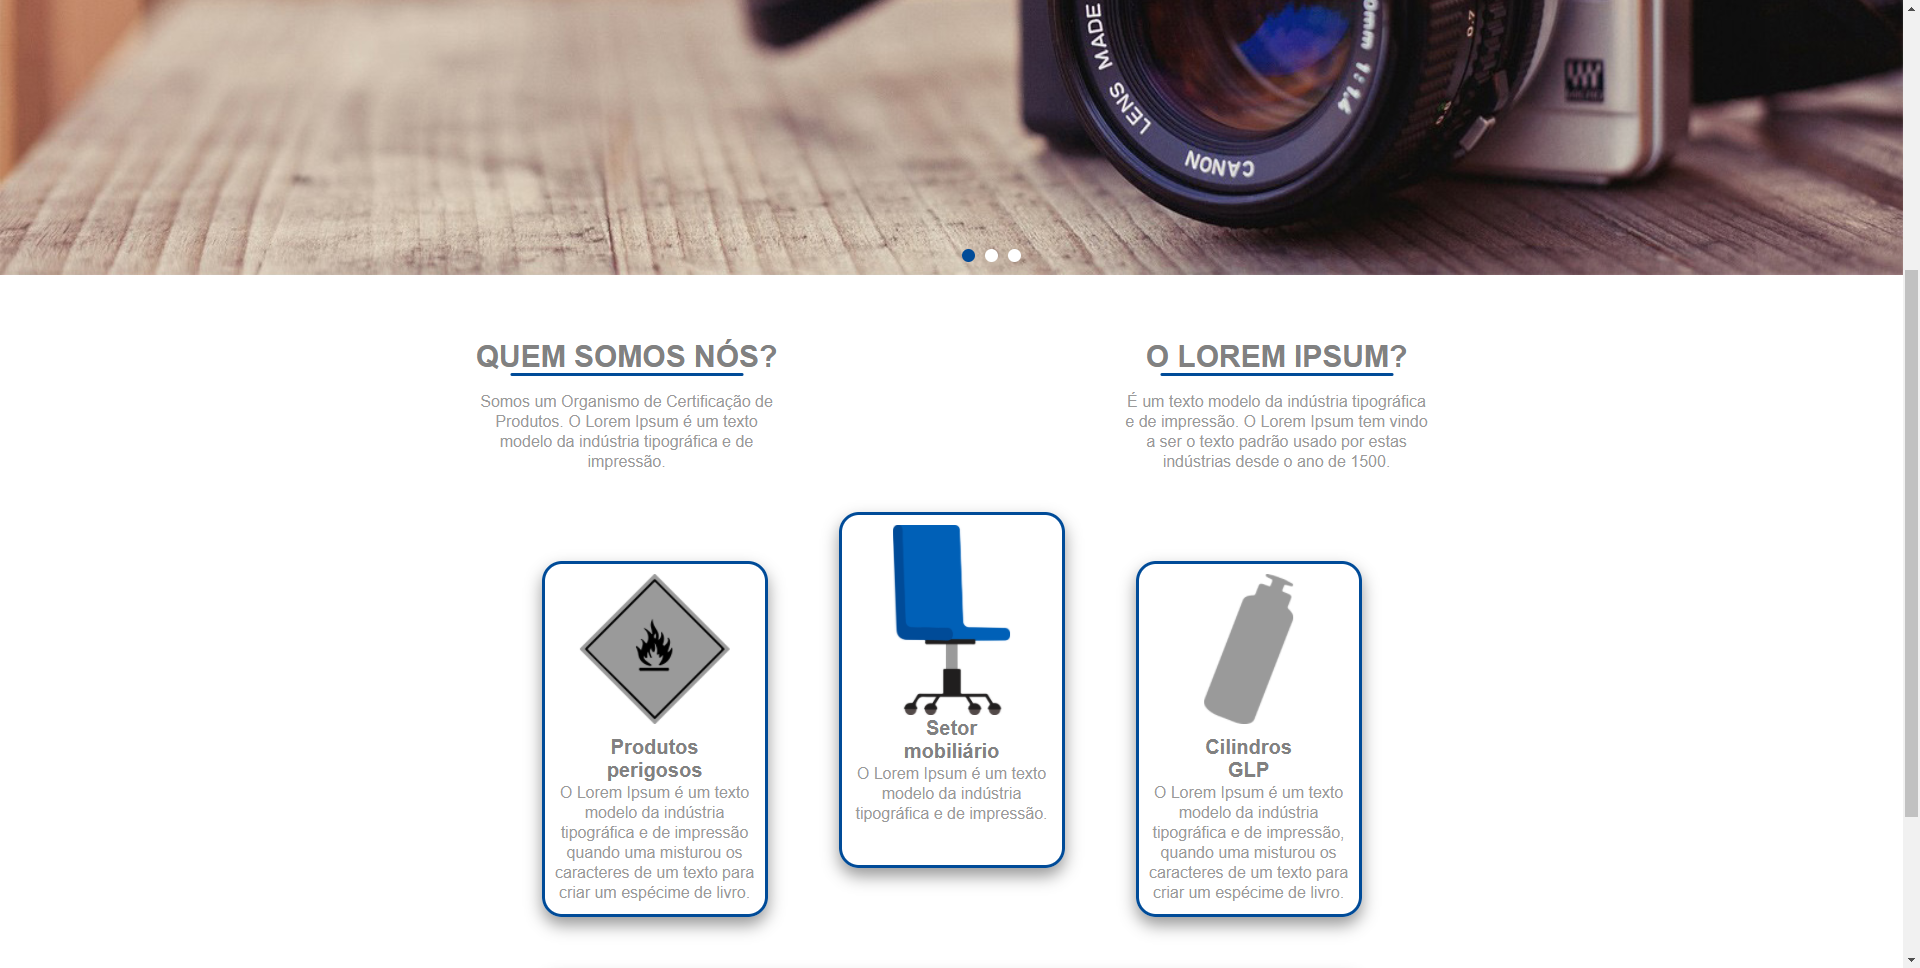 LENS MADE
CANON
mm 1:1.4
0.7
QUEM SOMOS NÓS?
Somos um Organismo de Certificação de
Produtos. O Lorem Ipsum é um texto
modelo da indústria tipográfica e de
impressão.
O LOREM IPSUM?
É um texto modelo da indústria tipográfica
e de impressão. O Lorem Ipsum tem vindo
a ser o texto padrão usado por estas
indústrias desde o ano de 1500.
Produtos
perigosos
O Lorem Ipsum é um texto
modelo da indústria
tipográfica e de impressão
quando uma misturou os
caracteres de um texto para
criar um espécime de livro.
Setor
mobiliário
O Lorem Ipsum é um texto
modelo da indústria
tipográfica e de impressão.
Cilindros
GLP
O Lorem Ipsum é um texto
modelo da indústria
tipográfica e de impressão,
quando uma misturou os
caracteres de um texto para
criar um espécime de livro.